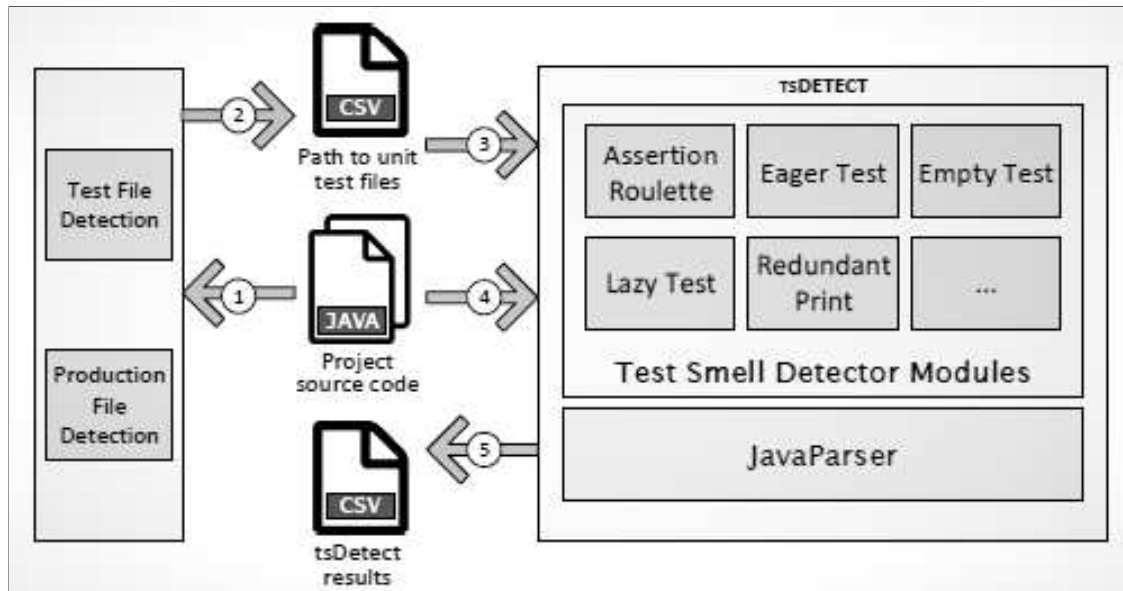 TSDETECT
2
CSV
Path to unit
test files
3
Assertion
Roulette
Eager Test
Empty Test
Test File
Detection
1
JAVA
Project
source code
4
Lazy Test
Redundant
Print
...
Test Smell Detector Modules
Production
File
Detection
5
CSV
tsDetect
results
JavaParser